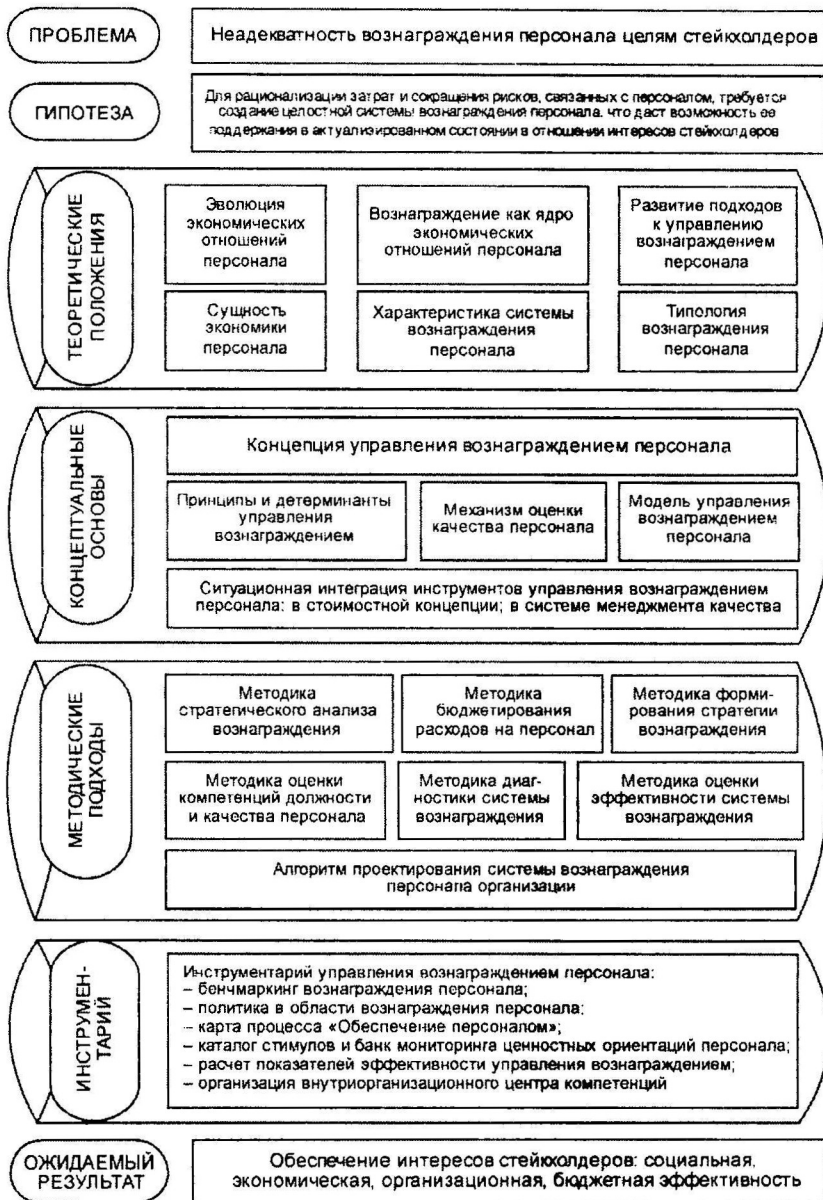 ПРОБЛЕМА
Неадекватность вознаграждения персонала целям стейкхолдеров
ГИПОТЕЗА
Для рационализации затрат и сокращения рисков, связанных с персоналом, требуется
создание целостной системы вознаграждения персонала, что даст возможность ее
поддержания в актуализированном состоянии в отношении интересов стейкхолдеров
ТЕОРЕТИЧЕСКИЕ
ПОЛОЖЕНИЯ
Эволюция
экономических
отношений
персонала
Вознаграждение как ядро
экономических
отношений персонала
Развитие подходов
к управлению
вознаграждением
персонала
Сущность
экономики
персонала
Характеристика системы
вознаграждения
персонала
Типология
вознаграждения
персонала
КОНЦЕПТУАЛЬНЫЕ
ОСНОВЫ
Концепция управления вознаграждением персонала
Принципы и детерминанты
управления
вознаграждением
Механизм оценки
качества персонала
Модель управления
вознаграждением
персонала
Ситуационная интеграция инструментов управления вознаграждением
персонала: в стоимостной концепции; в системе менеджмента качества
МЕТОДИЧЕСКИЕ
ПОДХОДЫ
Методика
стратегического анализа
вознаграждения
Методика
бюджетирования
расходов на персонал
Методика форми-
рования стратегии
вознаграждения
Методика оценки
компетенций должности
и качества персонала
Методика диаг-
ностики системы
вознаграждения
Методика оценки
эффективности системы
вознаграждения
Алгоритм проектирования системы вознаграждения
персонала организации
ИНСТРУМЕН-
ТАРИЙ
Инструментарий управления вознаграждением персонала:
– бенчмаркинг вознаграждения персонала;
– политика в области вознаграждения персонала;
– карта процесса «Обеспечение персоналом»;
– каталог стимулов и банк мониторинга ценностных ориентаций персонала;
– расчет показателей эффективности управления вознаграждением;
– организация внутриорганизационного центра компетенций
ОЖИДАЕМЫЙ
РЕЗУЛЬТАТ
Обеспечение интересов стейкхолдеров: социальная,
экономическая, организационная, бюджетная эффективность